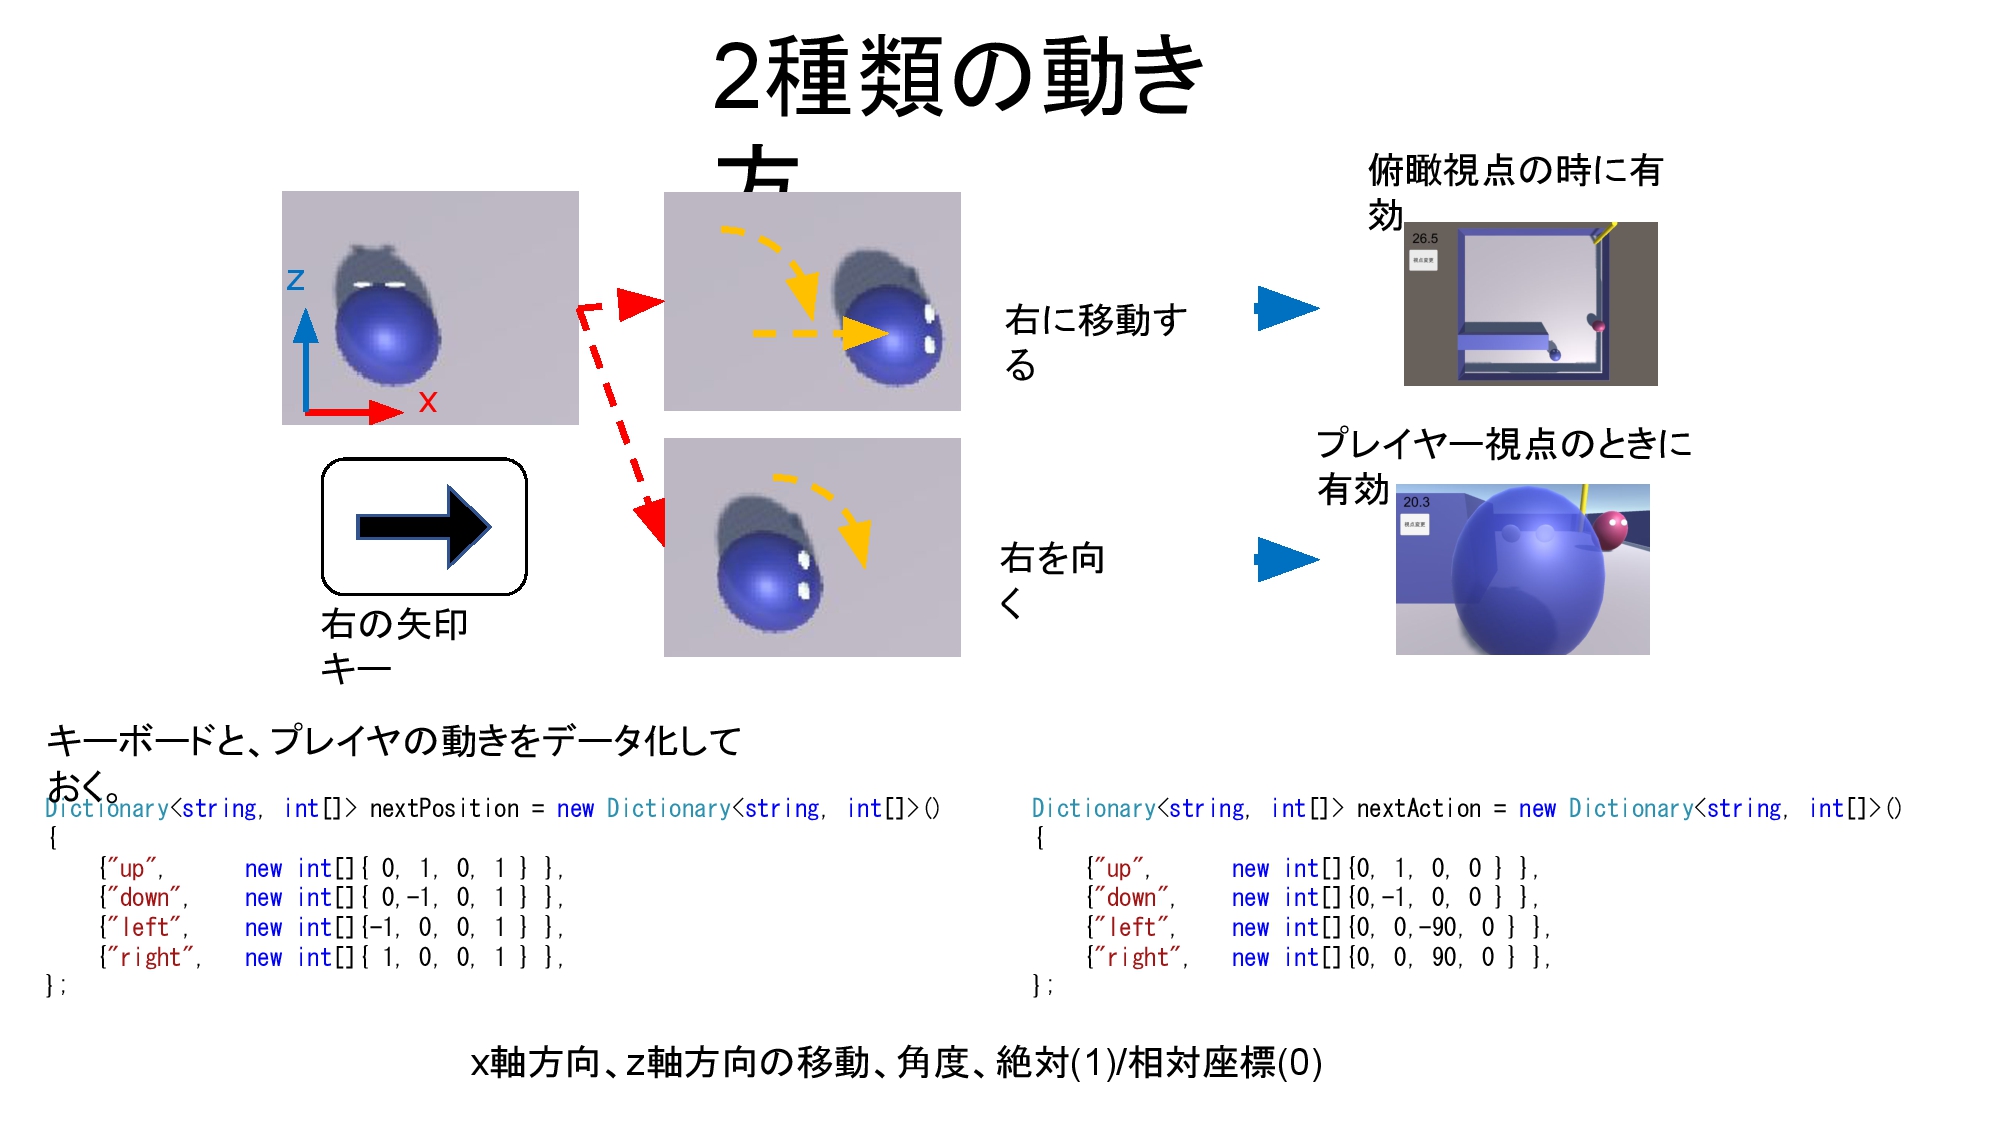 2種類の動き
方
俯瞰視点の時に有
効
26.5
視点変更
z
x
右に移動す
る
プレイヤー視点のときに
有効
20.3
視点変更
右を向
く
右の矢印
キー
キーボードと、プレイヤの動きをデータ化して
おく。
Dictionary<string, int[]> nextPosition = new Dictionary<string, int[]>()
{
    {"up",      new int[]{ 0, 1, 0, 1 } },
    {"down",    new int[]{ 0,-1, 0, 1 } },
    {"left",    new int[]{-1, 0, 0, 1 } },
    {"right",   new int[]{ 1, 0, 0, 1 } },
};
Dictionary<string, int[]> nextAction = new Dictionary<string, int[]>()
{
    {"up",      new int[]{0, 1, 0, 0 } },
    {"down",    new int[]{0,-1, 0, 0 } },
    {"left",    new int[]{0, 0,-90, 0 } },
    {"right",   new int[]{0, 0, 90, 0 } },
};
x軸方向、z軸方向の移動、角度、絶対(1)/相対座標(0)